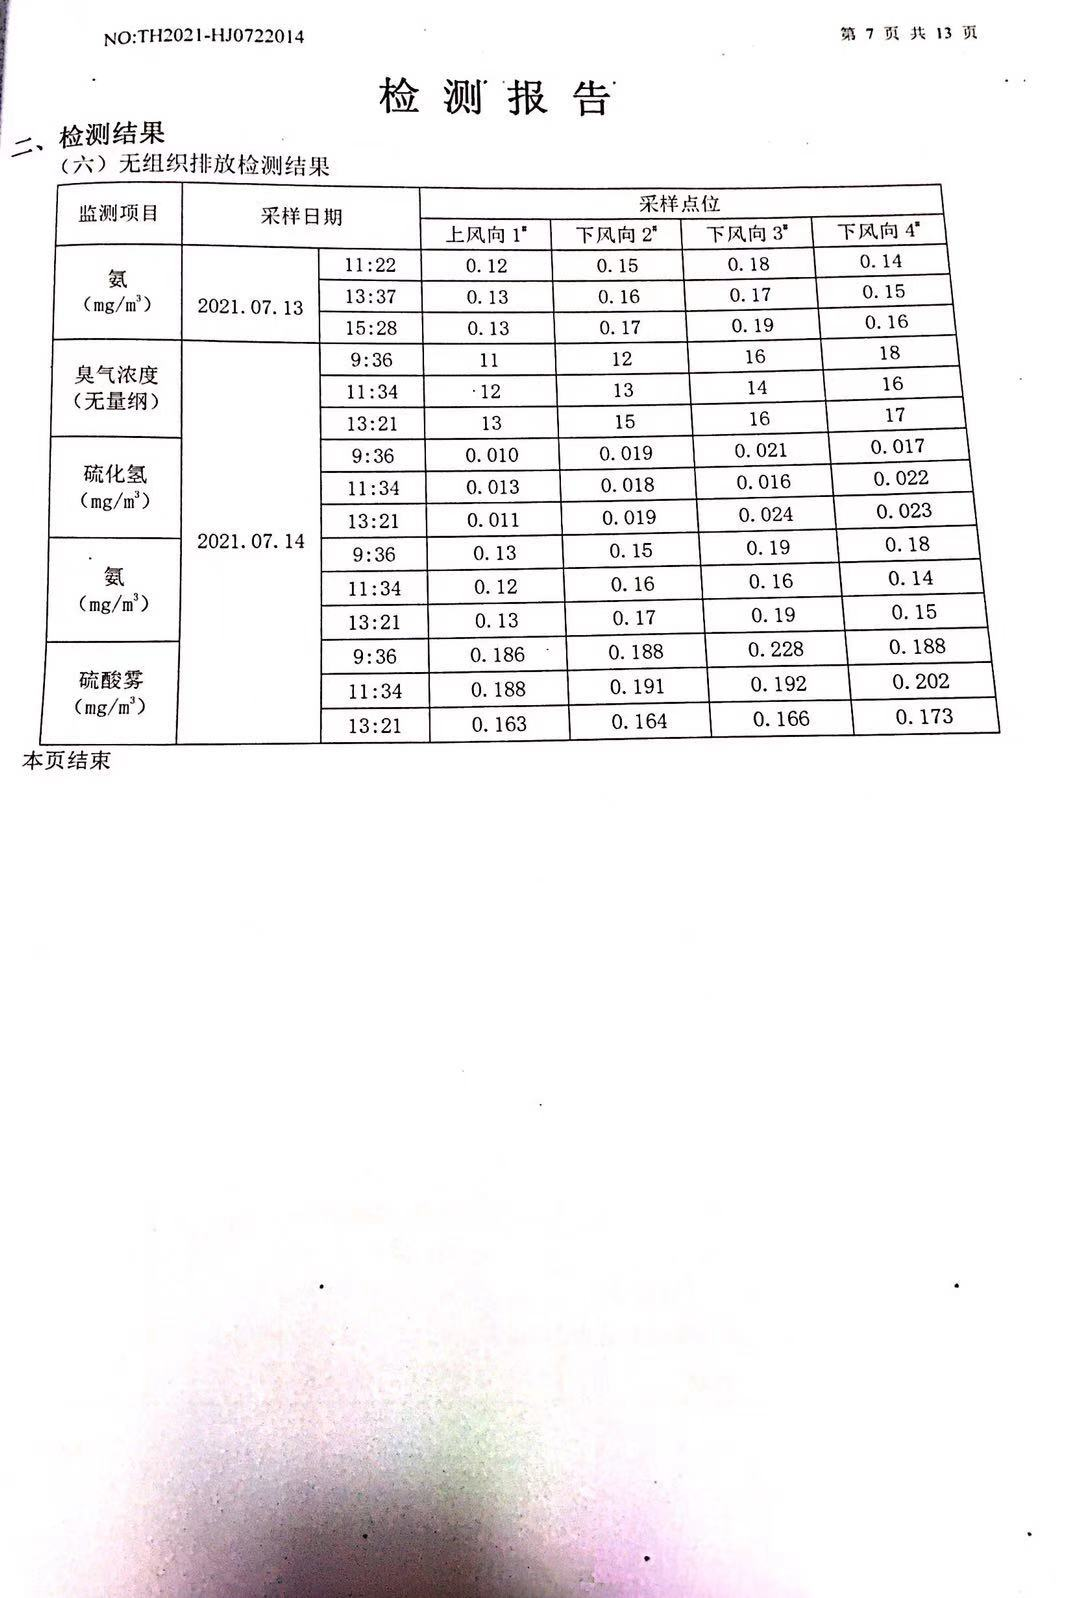 NO:TH2021-HJ0722014
第 7 页 共 13 页
检 测 报 告
二、检测结果
（六）无组织排放检测结果
监测项目 采样日期 采样点位
上风向 1# 下风向 2# 下风向 3# 下风向 4#
氨（mg/m³） 2021.07.13 11:22 0.12 0.15 0.18 0.14
13:37 0.13 0.16 0.17 0.15
15:28 0.13 0.17 0.19 0.16
臭气浓度（无量纲） 2021.07.14 9:36 11 12 16 18
11:34 12 13 14 16
13:21 13 15 16 17
硫化氢（mg/m³） 9:36 0.010 0.019 0.021 0.017
11:34 0.013 0.018 0.016 0.022
13:21 0.011 0.019 0.024 0.023
氨（mg/m³） 9:36 0.13 0.15 0.19 0.18
11:34 0.12 0.16 0.16 0.14
13:21 0.13 0.17 0.19 0.15
硫酸雾（mg/m³） 9:36 0.186 0.188 0.228 0.188
11:34 0.188 0.191 0.192 0.202
13:21 0.163 0.164 0.166 0.173
本页结束